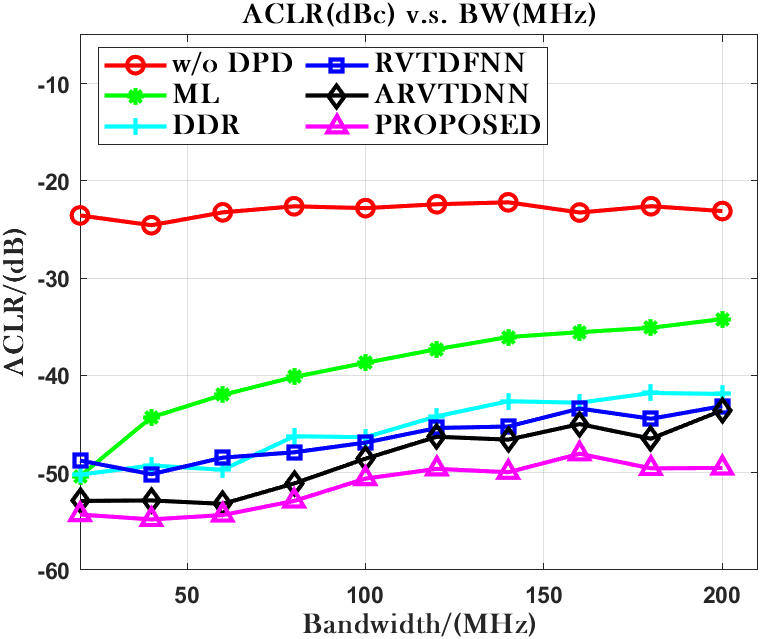 ACLR(dBc) v.s. BW(MHz)
w/o DPD
ML
DDR
RVTDFNN
ARVTDNN
PROPOSED
ACLR/(dB)
-10
-20
-30
-40
-50
-60
50
100
150
200
Bandwidth/(MHz)